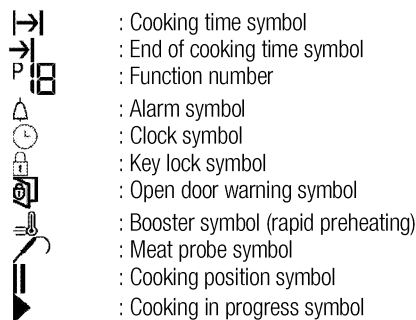 : Cooking time symbol
: End of cooking time symbol
P 18 : Function number
: Alarm symbol
: Clock symbol
: Key lock symbol
: Open door warning symbol
: Booster symbol (rapid preheating)
: Meat probe symbol
: Cooking position symbol
: Cooking in progress symbol